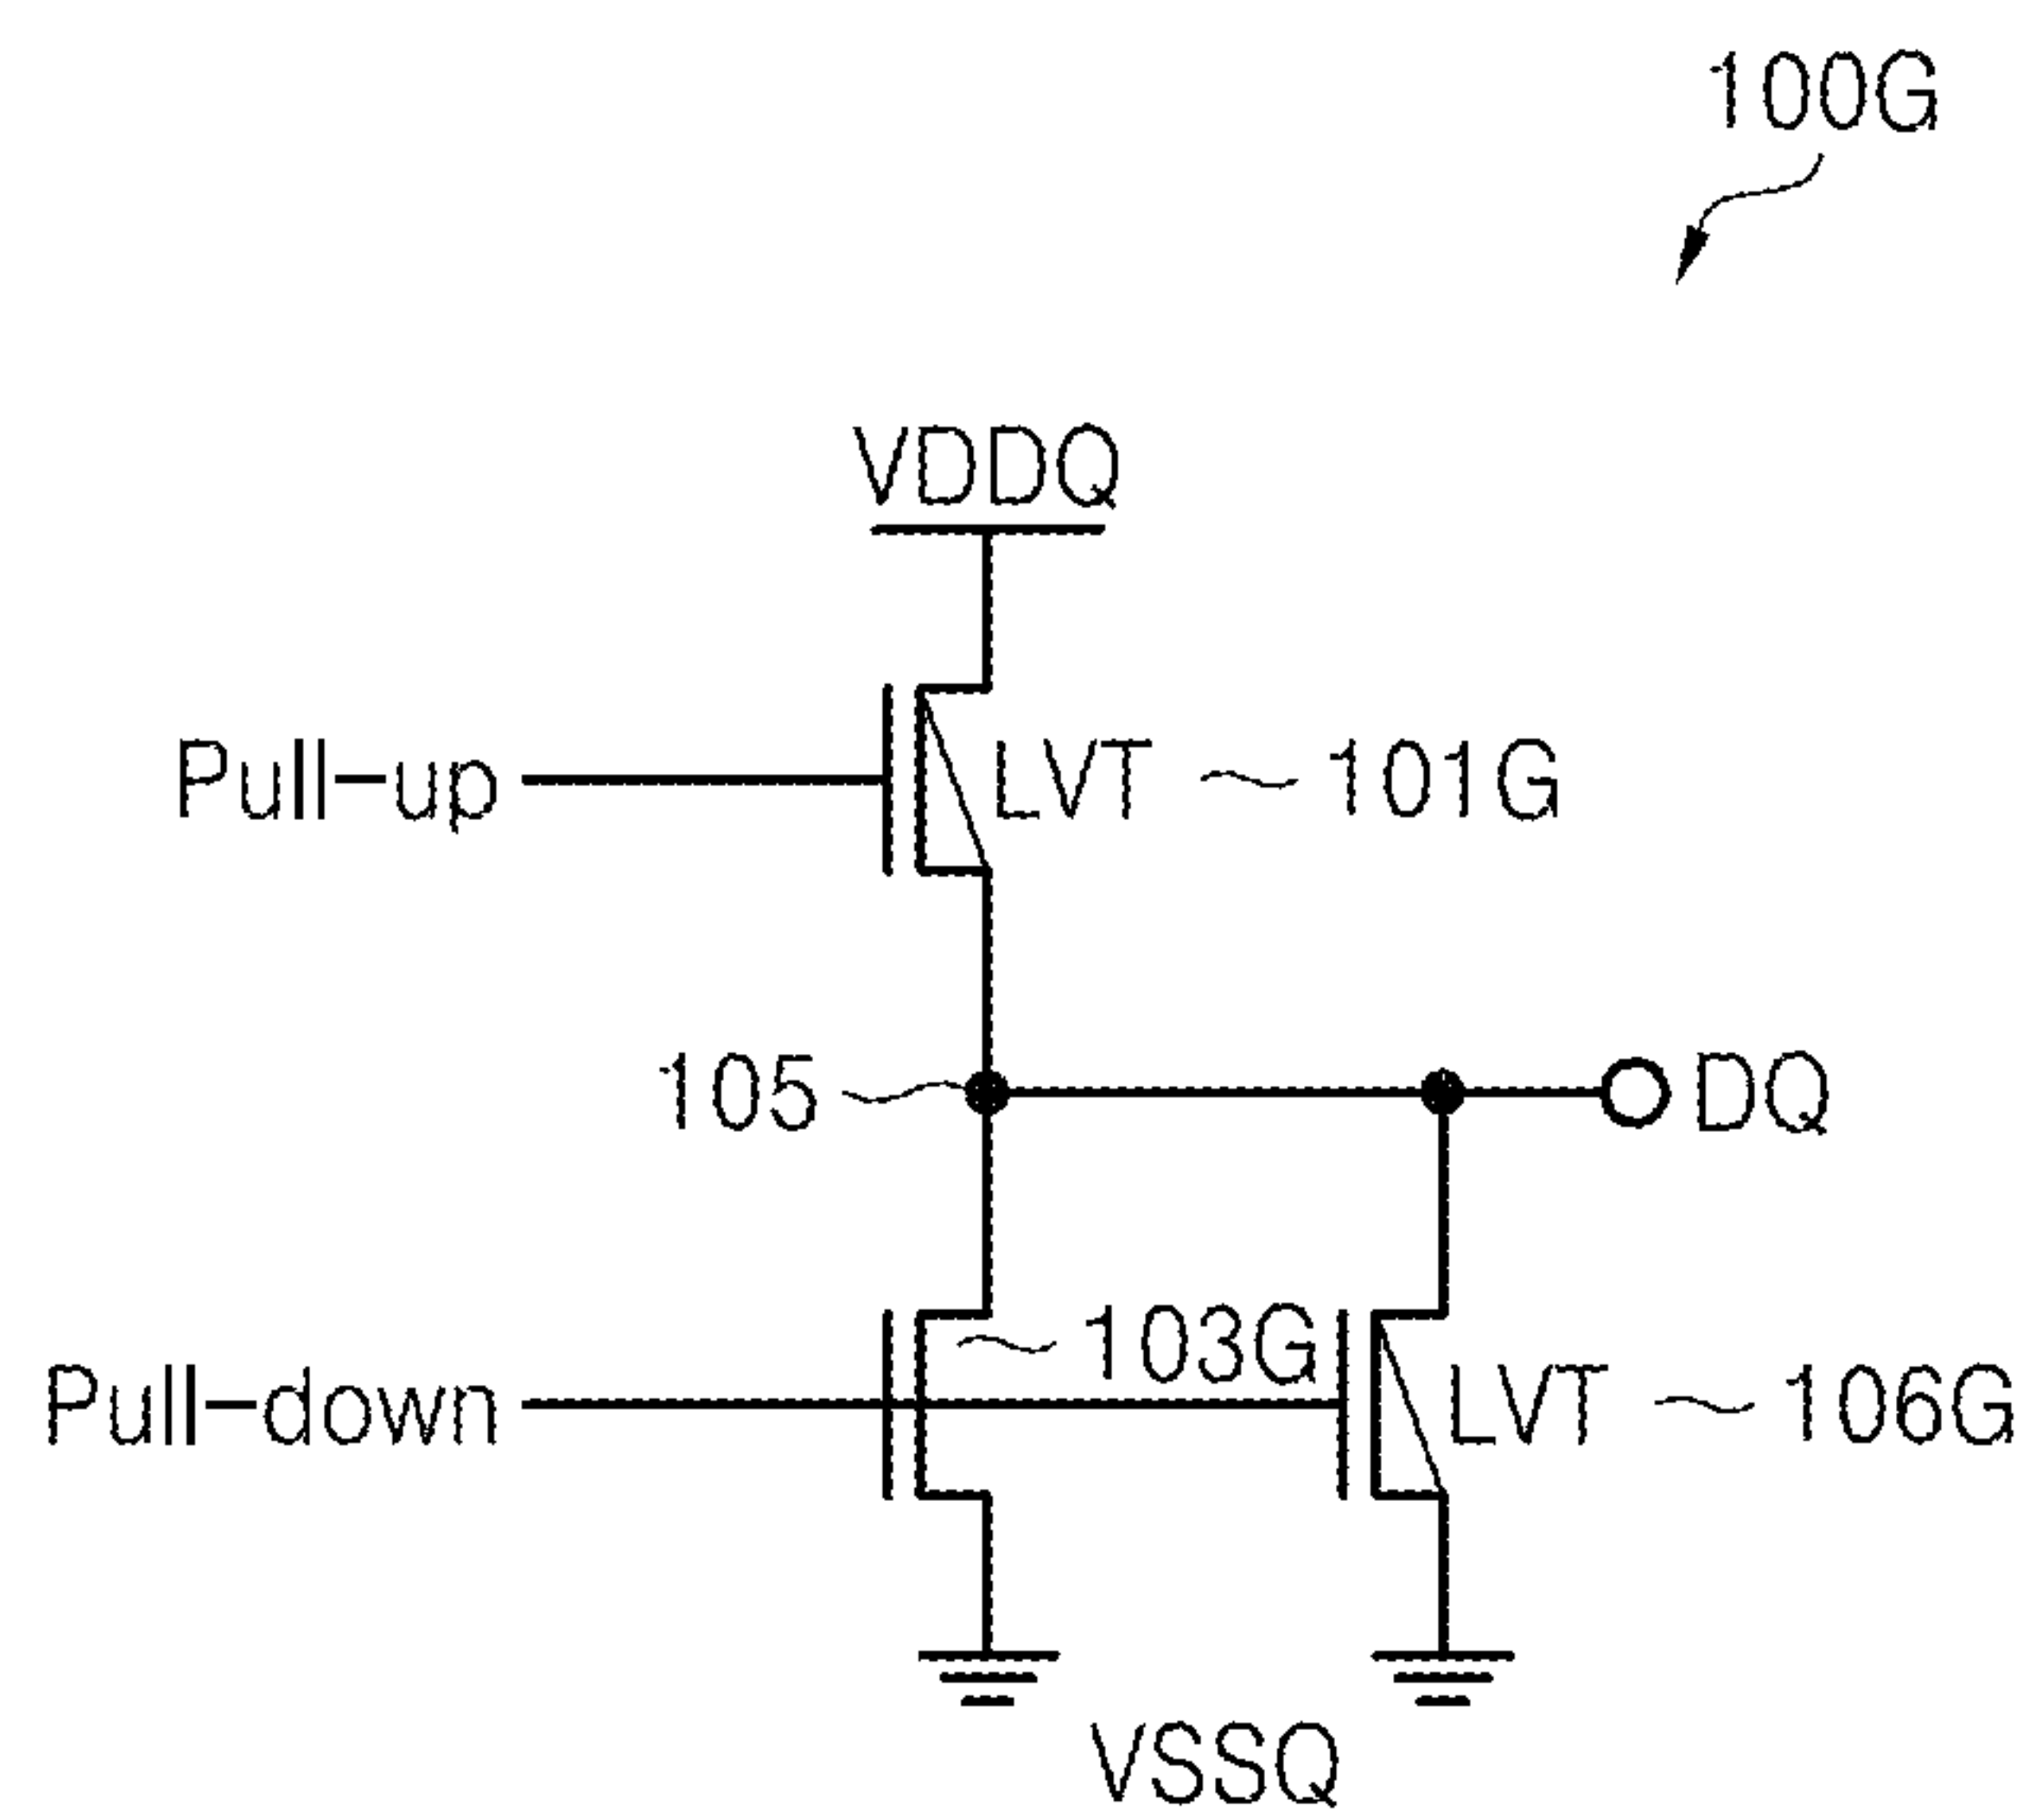 100G
VDDQ
Pull-up
LVT
101G
105
DQ
103G
Pull-down
LVT
106G
VSSQ